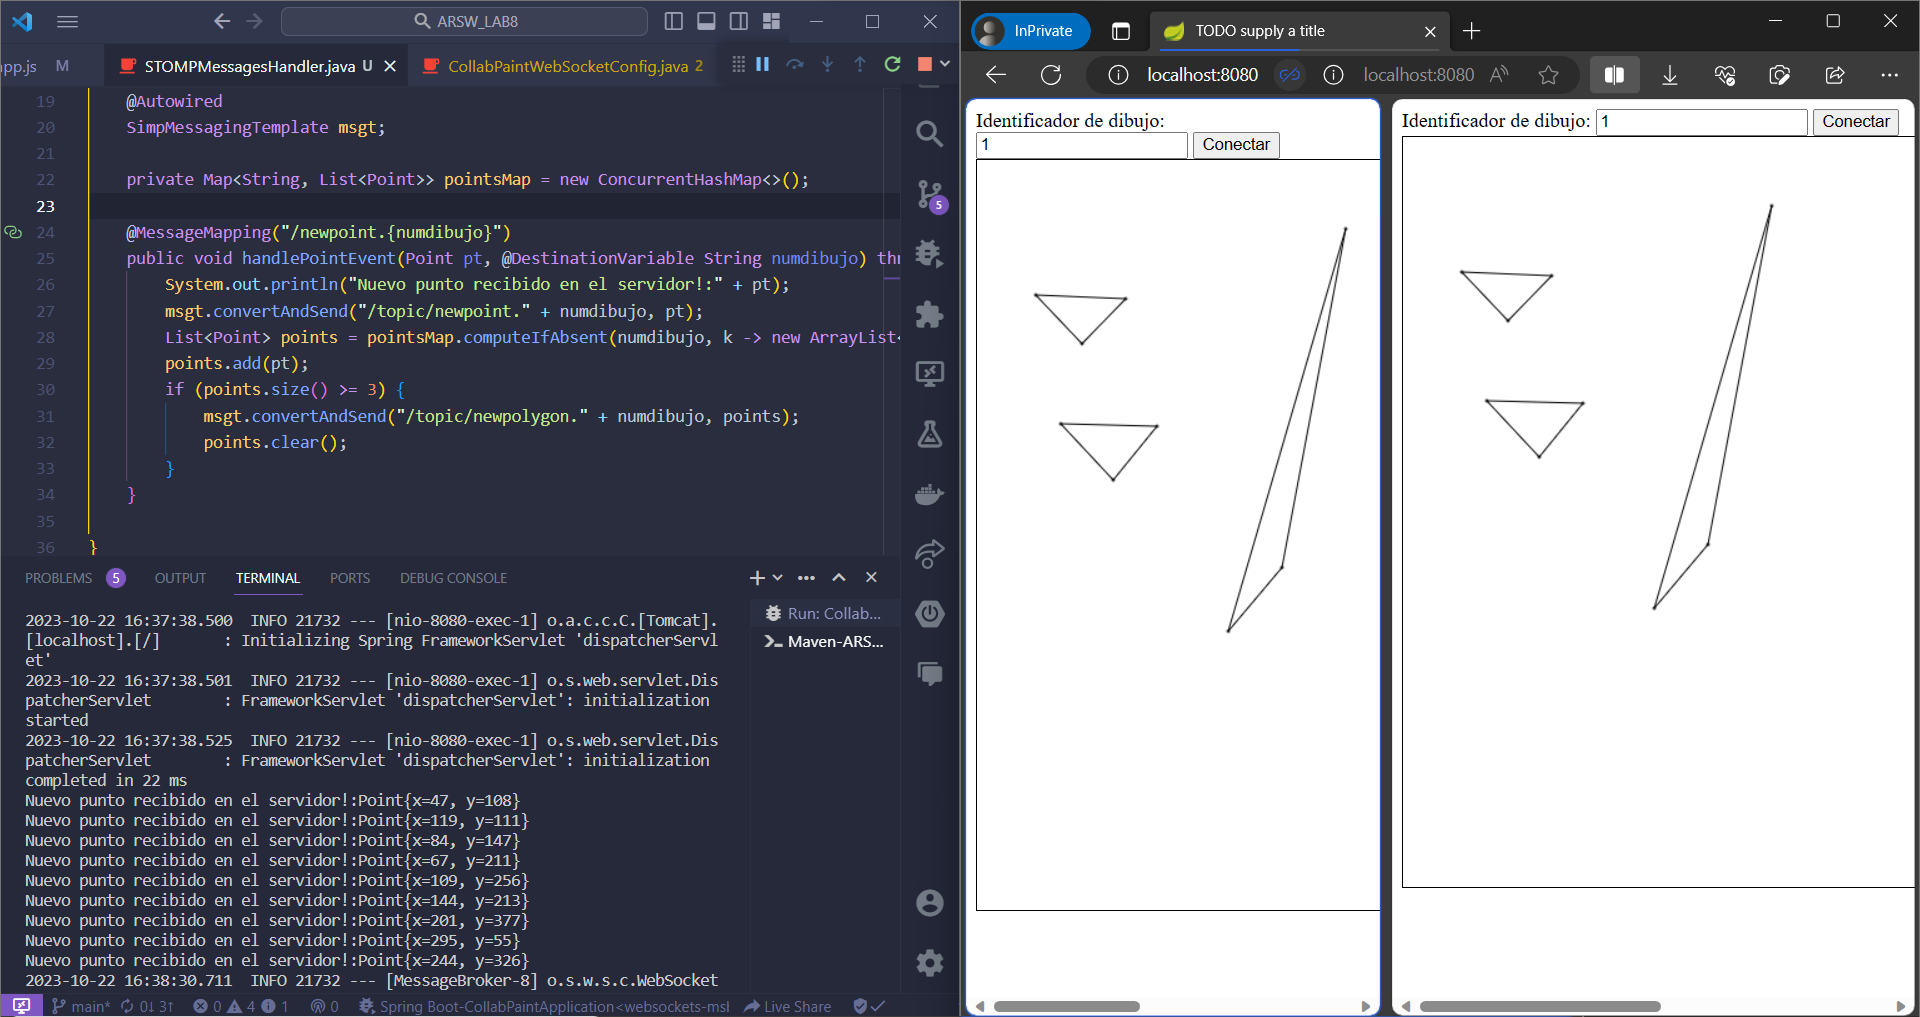 ARSW_LAB8
app.js M
STOMPMessagesHandler.java U
CollabPaintWebSocketConfig.java 2
19 @Autowired
20 SimpMessagingTemplate msgt;
21
22 private Map<String, List<Point>> pointsMap = new ConcurrentHashMap<>();
23
24 @MessageMapping("/newpoint.{numdibujo}")
25 public void handlePointEvent(Point pt, @DestinationVariable String numdibujo) thr
26 System.out.println("Nuevo punto recibido en el servidor!:" + pt);
27 msgt.convertAndSend("/topic/newpoint." + numdibujo, pt);
28 List<Point> points = pointsMap.computeIfAbsent(numdibujo, k -> new ArrayList<
29 points.add(pt);
30 if (points.size() >= 3) {
31 msgt.convertAndSend("/topic/newpolygon." + numdibujo, points);
32 points.clear();
33 }
34 }
35
36 }
5
PROBLEMS 5 OUTPUT TERMINAL PORTS DEBUG CONSOLE
Run: Collab...
Maven-ARS...
2023-10-22 16:37:38.500 INFO 21732 --- [nio-8080-exec-1] o.a.c.c.C.[Tomcat].
[localhost].[/] : Initializing Spring FrameworkServlet 'dispatcherServl
et'
2023-10-22 16:37:38.501 INFO 21732 --- [nio-8080-exec-1] o.s.web.servlet.Dis
patcherServlet : FrameworkServlet 'dispatcherServlet': initialization
started
2023-10-22 16:37:38.525 INFO 21732 --- [nio-8080-exec-1] o.s.web.servlet.Dis
patcherServlet : FrameworkServlet 'dispatcherServlet': initialization
completed in 22 ms
Nuevo punto recibido en el servidor!:Point{x=47, y=108}
Nuevo punto recibido en el servidor!:Point{x=119, y=111}
Nuevo punto recibido en el servidor!:Point{x=84, y=147}
Nuevo punto recibido en el servidor!:Point{x=67, y=211}
Nuevo punto recibido en el servidor!:Point{x=109, y=256}
Nuevo punto recibido en el servidor!:Point{x=144, y=213}
Nuevo punto recibido en el servidor!:Point{x=201, y=377}
Nuevo punto recibido en el servidor!:Point{x=295, y=55}
Nuevo punto recibido en el servidor!:Point{x=244, y=326}
2023-10-22 16:38:30.711 INFO 21732 --- [MessageBroker-8] o.s.w.s.c.WebSocket
main* 0↓ 3↑ 0 4 1 0 Spring Boot-CollabPaintApplication<websockets-msl Live Share
InPrivate
TODO supply a title
localhost:8080
localhost:8080
Identificador de dibujo:
1 Conectar
Identificador de dibujo: 1 Conectar